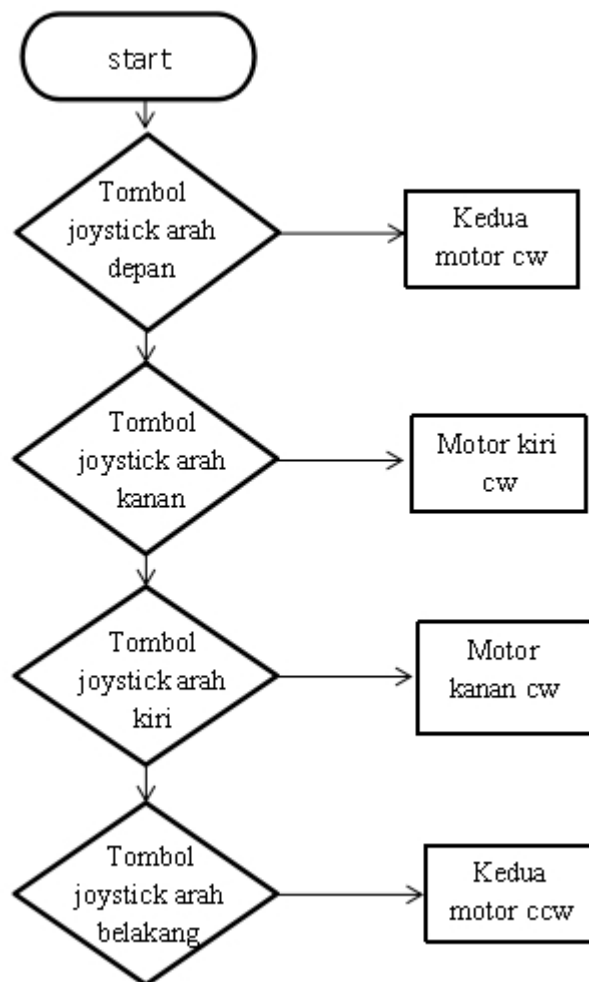 start
Tombol
joystick arah
depan
Kedua
motor cw
Tombol
joystick arah
kanan
Motor kiri
cw
Tombol
joystick arah
kiri
Motor
kanan cw
Tombol
joystick arah
belakang
Kedua
motor ccw